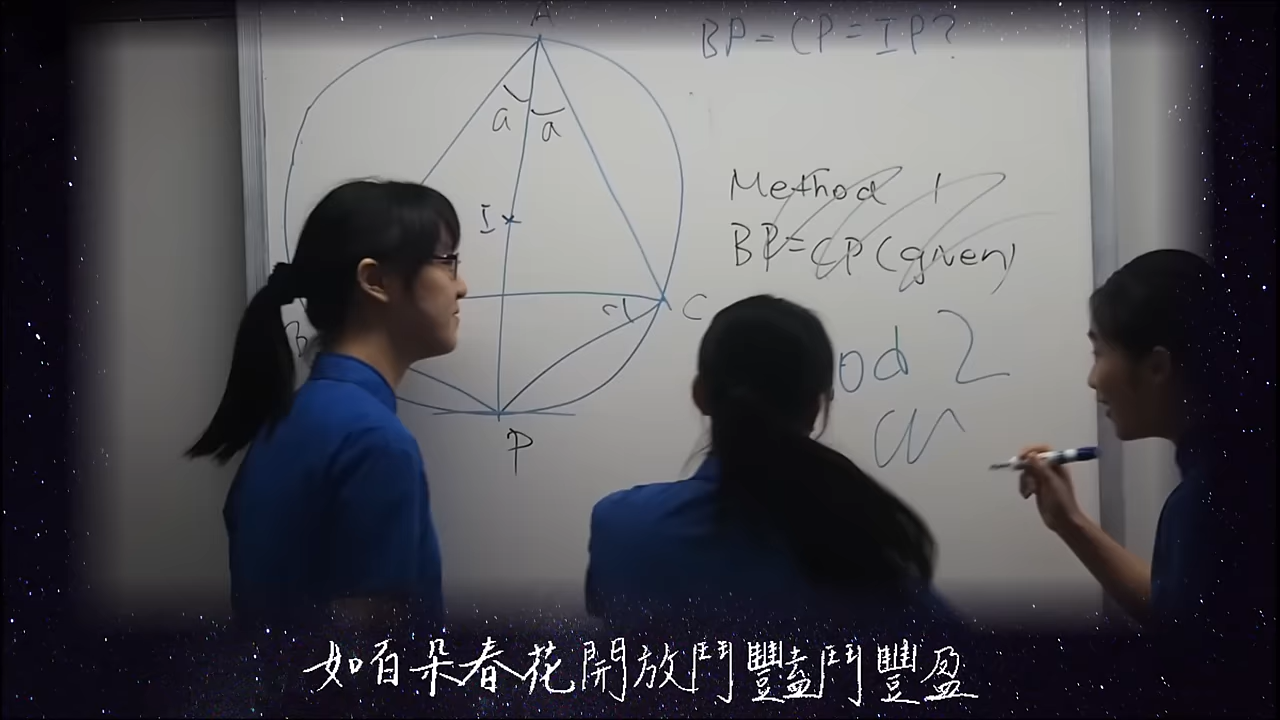 A
BP = CP = IP?
a a
I
Method 1
BP = CP (given)
B
C
od 2
P
如百朵春花開放鬥豔鬥豐盈